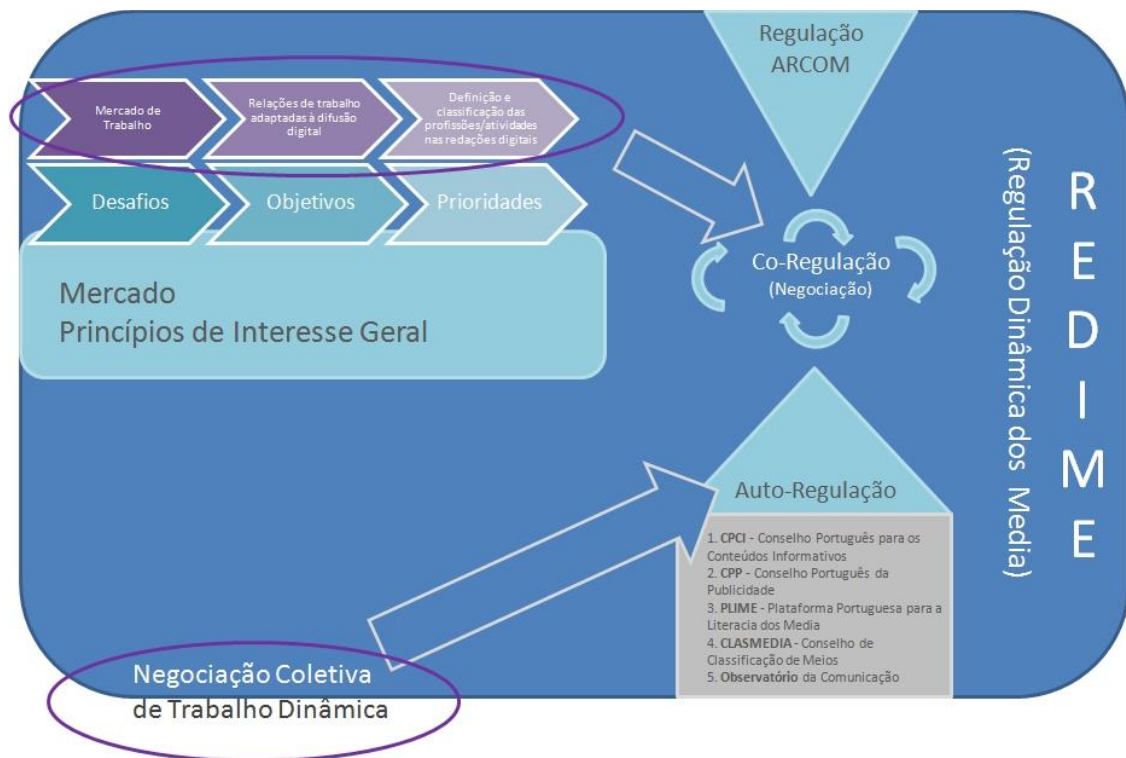 Mercado de
Trabalho
Relações de trabalho
adaptadas à difusão
digital
Definição e
classificação das
profissões/atividades
nas redações digitais
Desafios
Objetivos
Prioridades
Mercado
Princípios de Interesse Geral
Regulação
ARCOM
Co-Regulação
(Negociação)
Auto-Regulação
1. CPCI - Conselho Português para os
Conteúdos Informativos
2. CPP - Conselho Português da
Publicidade
3. PLIME - Plataforma Portuguesa para a
Literacia dos Media
4. CLASMEDIA - Conselho de
Classificação de Meios
5. Observatório da Comunicação
Negociação Coletiva
de Trabalho Dinâmica
REDIME
(Regulação Dinâmica dos Media)